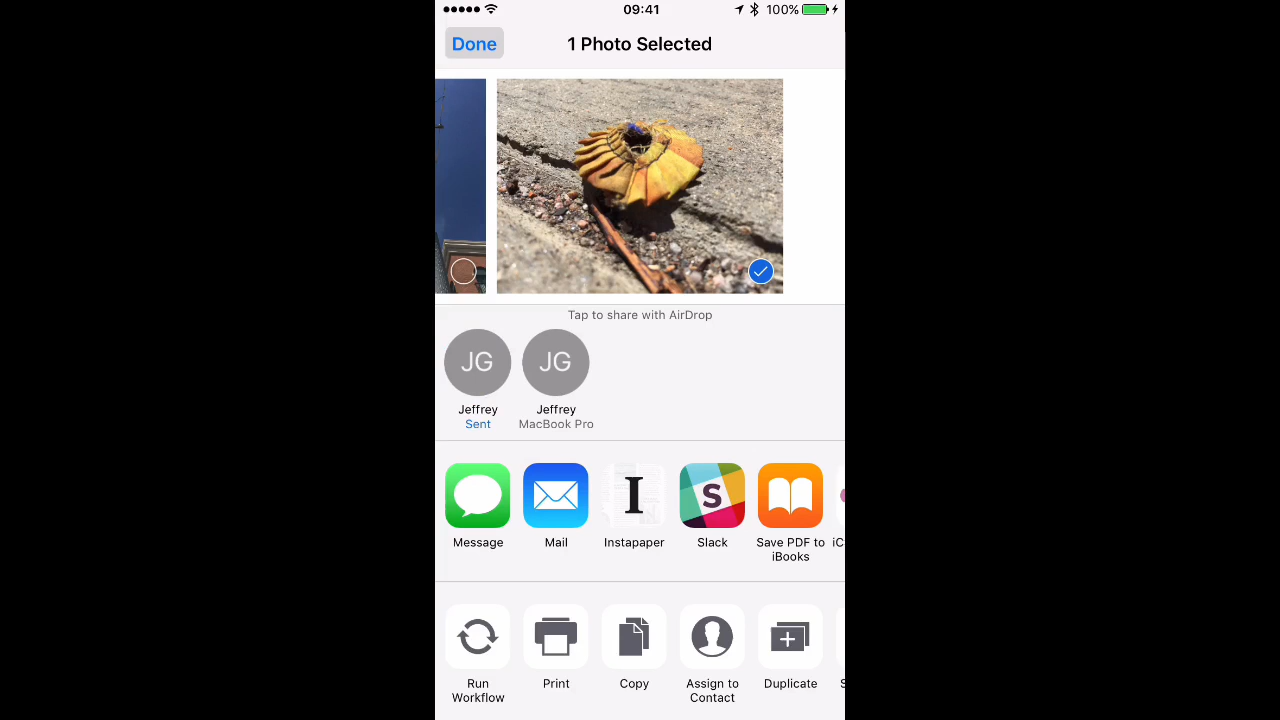 09:41
100%
Done
1 Photo Selected
Tap to share with AirDrop
JG
JG
Jeffrey
Jeffrey
Sent
MacBook Pro
I
S
Message
Mail
Instapaper
Slack
Save PDF to
iBooks
iC
Run
Workflow
Print
Copy
Assign to
Contact
Duplicate
S